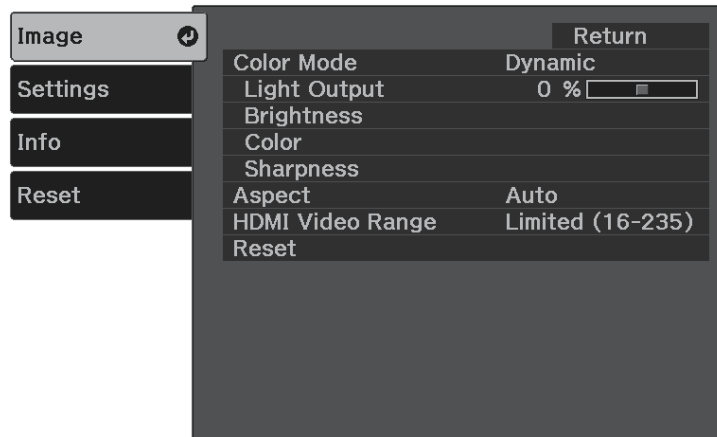 Image
Settings
Info
Reset
Return
Color Mode Dynamic
Light Output 0 %
Brightness
Color
Sharpness
Aspect Auto
HDMI Video Range Limited (16-235)
Reset